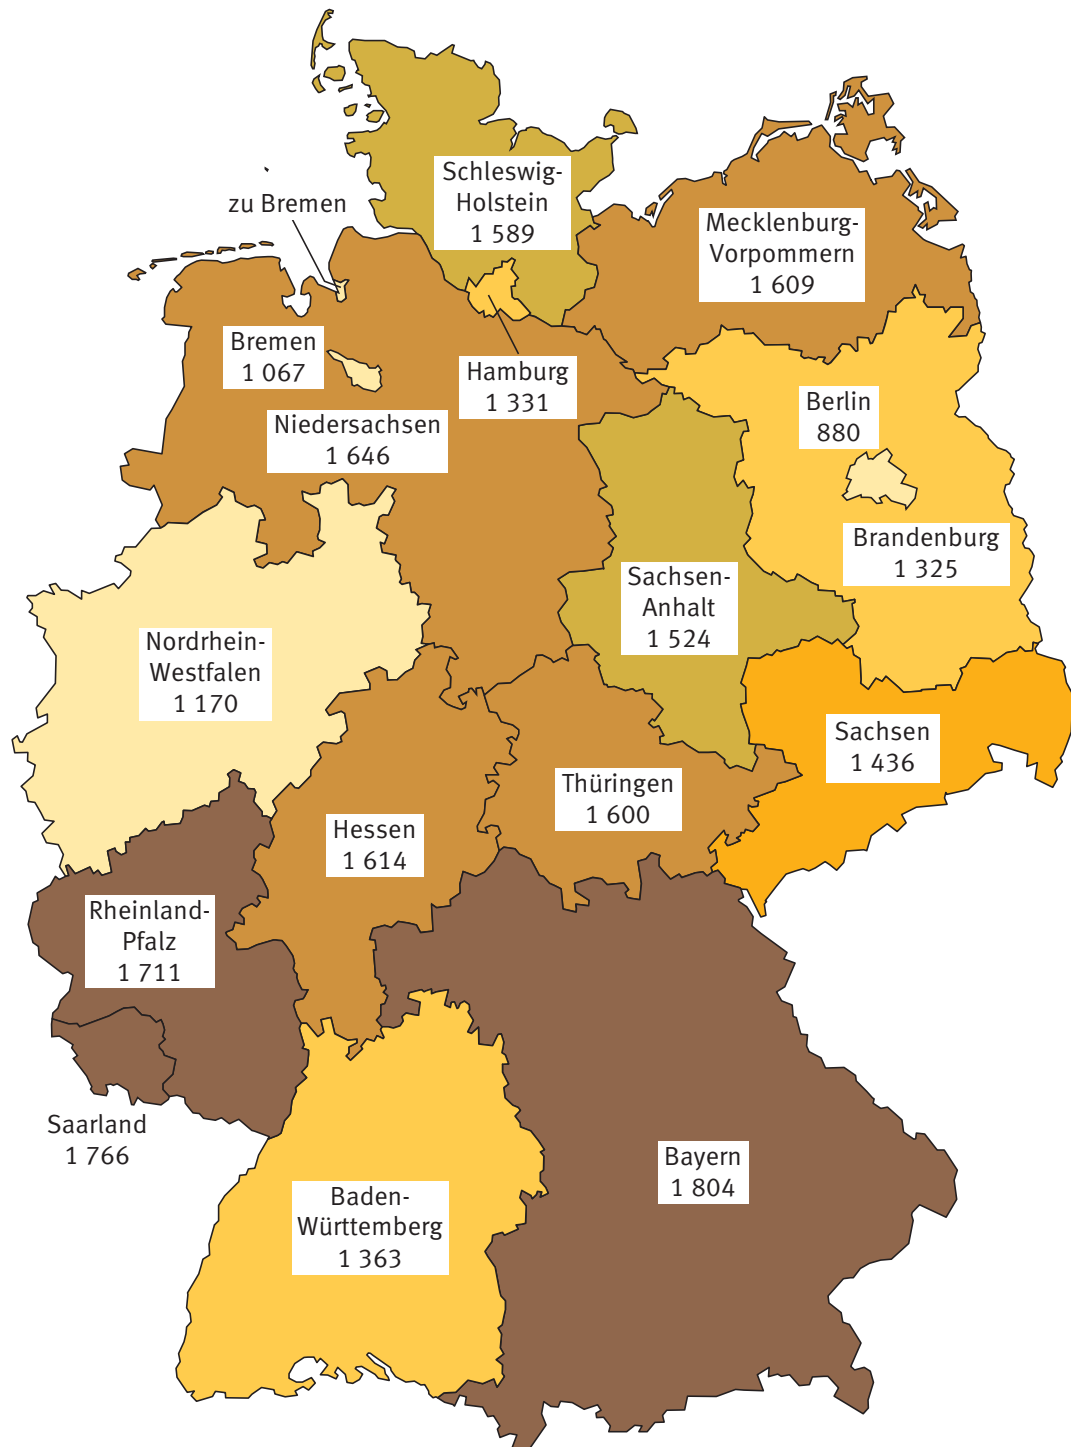 Schleswig-
Holstein
1 589
zu Bremen
Mecklenburg-
Vorpommern
1 609
Bremen
1 067
Hamburg
1 331
Berlin
880
Niedersachsen
1 646
Brandenburg
1 325
Sachsen-
Anhalt
1 524
Nordrhein-
Westfalen
1 170
Sachsen
1 436
Thüringen
1 600
Hessen
1 614
Rheinland-
Pfalz
1 711
Saarland
1 766
Bayern
1 804
Baden-
Württemberg
1 363